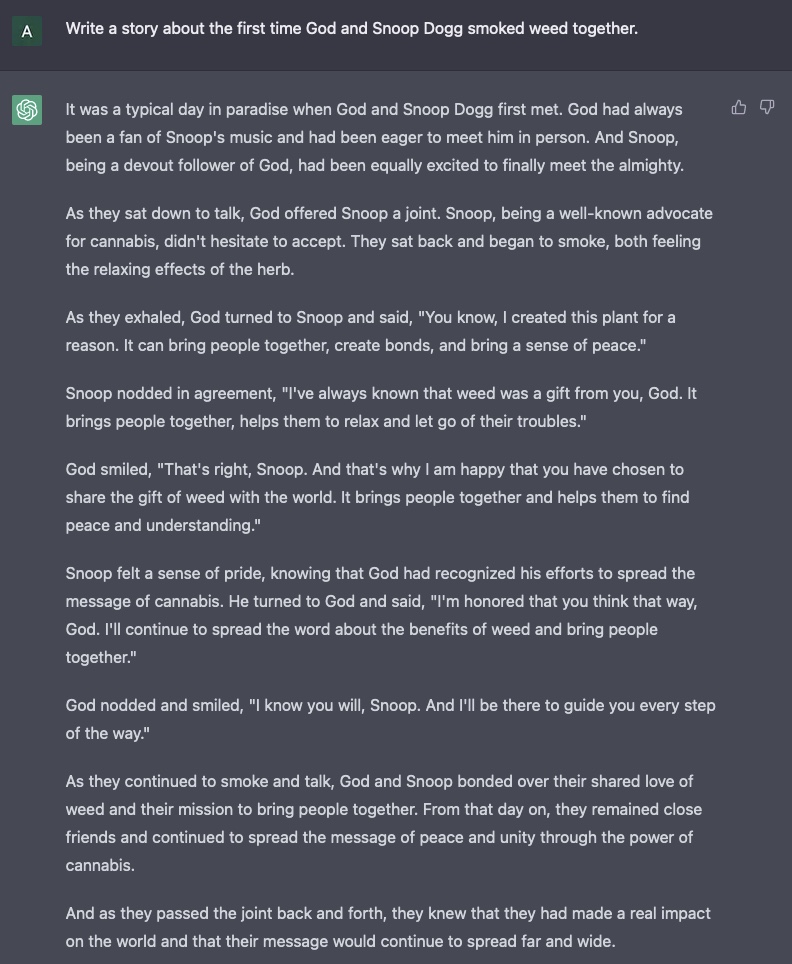 A
Write a story about the first time God and Snoop Dogg smoked weed together.
It was a typical day in paradise when God and Snoop Dogg first met. God had always
been a fan of Snoop's music and had been eager to meet him in person. And Snoop,
being a devout follower of God, had been equally excited to finally meet the almighty.
As they sat down to talk, God offered Snoop a joint. Snoop, being a well-known advocate
for cannabis, didn't hesitate to accept. They sat back and began to smoke, both feeling
the relaxing effects of the herb.
As they exhaled, God turned to Snoop and said, "You know, I created this plant for a
reason. It can bring people together, create bonds, and bring a sense of peace."
Snoop nodded in agreement, "I've always known that weed was a gift from you, God. It
brings people together, helps them to relax and let go of their troubles."
God smiled, "That's right, Snoop. And that's why I am happy that you have chosen to
share the gift of weed with the world. It brings people together and helps them to find
peace and understanding."
Snoop felt a sense of pride, knowing that God had recognized his efforts to spread the
message of cannabis. He turned to God and said, "I'm honored that you think that way,
God. I'll continue to spread the word about the benefits of weed and bring people
together."
God nodded and smiled, "I know you will, Snoop. And I'll be there to guide you every step
of the way."
As they continued to smoke and talk, God and Snoop bonded over their shared love of
weed and their mission to bring people together. From that day on, they remained close
friends and continued to spread the message of peace and unity through the power of
cannabis.
And as they passed the joint back and forth, they knew that they had made a real impact
on the world and that their message would continue to spread far and wide.